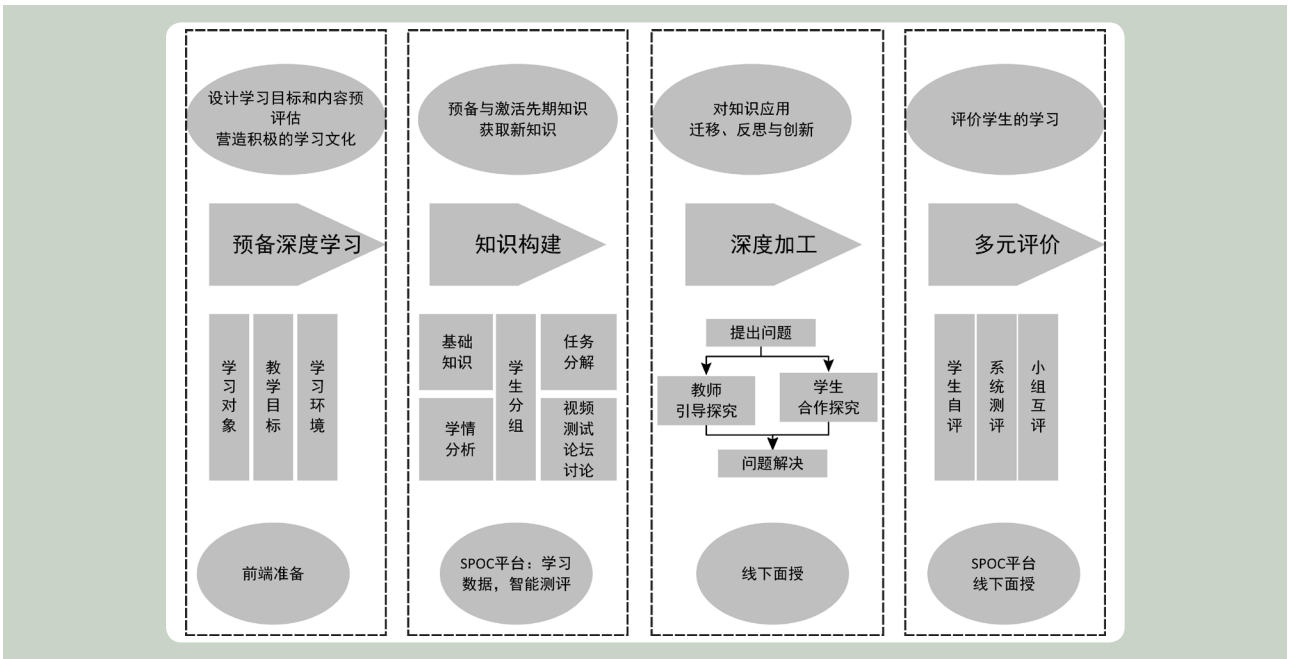 设计学习目标和内容预
评估
营造积极的学习文化
预备深度学习
学习对象
教学目标
学习环境
前端准备
预备与激活先期知识
获取新知识
知识构建
基础
知识
学情
分析
学生分组
任务
分解
视频
测试
论坛
讨论
SPOC平台：学习
数据，智能测评
对知识应用
迁移、反思与创新
深度加工
提出问题
教师
引导探究
学生
合作探究
问题解决
线下面授
评价学生的学习
多元评价
学生自评
系统测评
小组互评
SPOC平台
线下面授